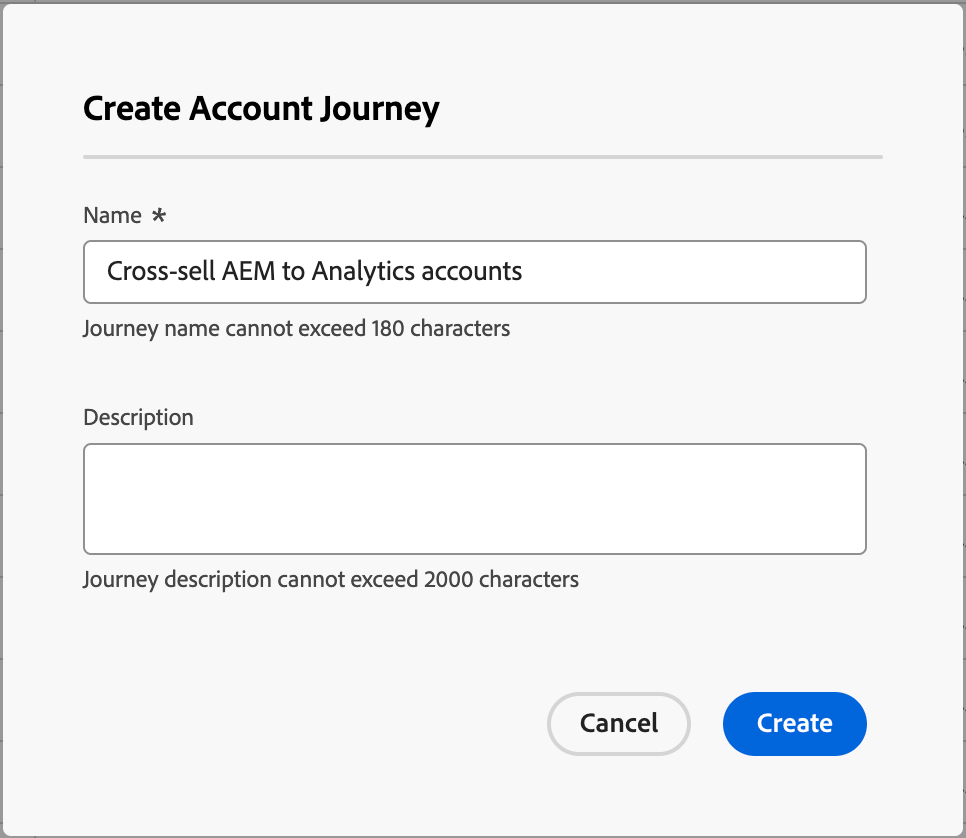 Create Account Journey
Name *
Cross-sell AEM to Analytics accounts
Journey name cannot exceed 180 characters
Description
Journey description cannot exceed 2000 characters
Cancel
Create